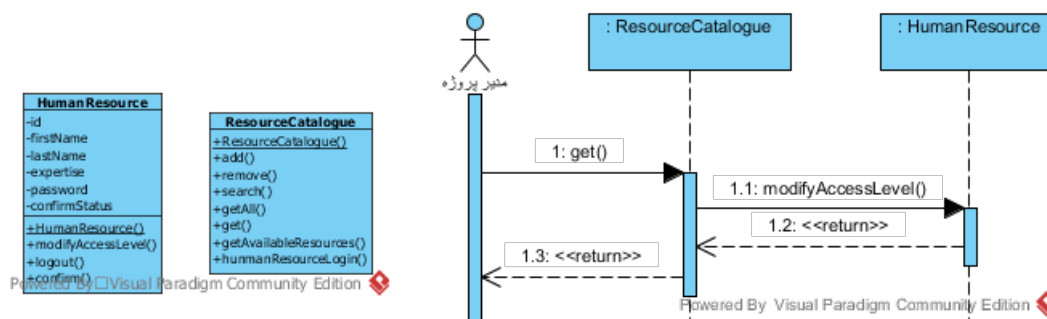 HumanResource
-id
-firstName
-lastName
-expertise
-password
-confirmStatus
+HumanResource()
+modifyAccessLevel()
+logout()
+confirm()
ResourceCatalogue
+ResourceCatalogue()
+add()
+remove()
+search()
+getAll()
+get()
+getAvailableResources()
+hunmanResourceLogin()
Powered By□Visual Paradigm Community Edition
مدیر پروژه
: ResourceCatalogue
: HumanResource
1: get()
1.1: modifyAccessLevel()
1.2: <<return>>
1.3: <<return>>
Powered By Visual Paradigm Community Edition